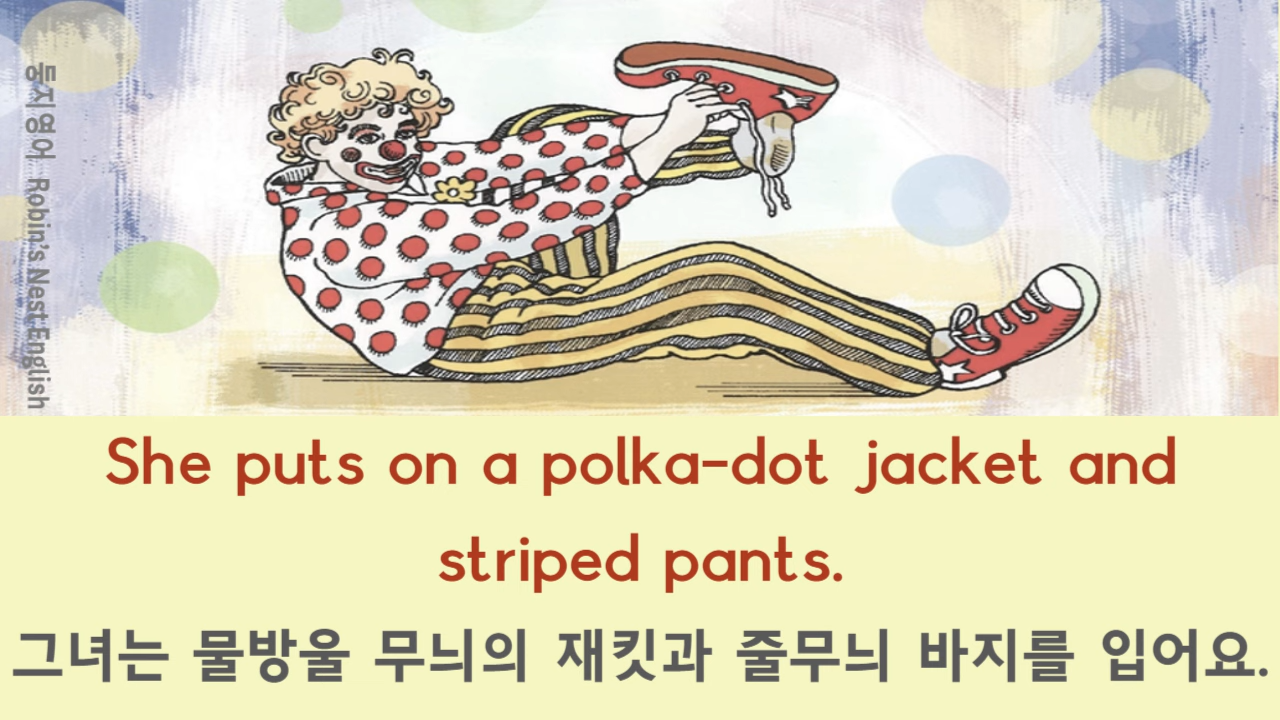 둥지영어 Robin's Nest English
She puts on a polka-dot jacket and
striped pants.
그녀는 물방울 무늬의 재킷과 줄무늬 바지를 입어요.